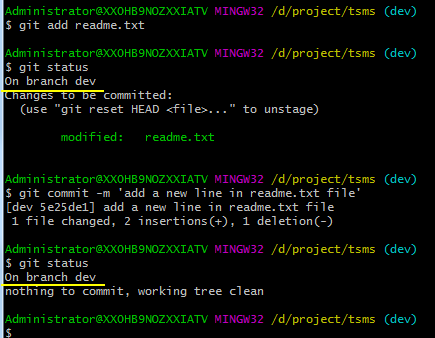 Administrator@XXOHB9NOZXXIATV MINGW32 /d/project/tsms (dev)
$ git add readme.txt
Administrator@XXOHB9NOZXXIATV MINGW32 /d/project/tsms (dev)
$ git status
On branch dev
Changes to be committed:
  (use "git reset HEAD <file>..." to unstage)
        modified:   readme.txt
Administrator@XXOHB9NOZXXIATV MINGW32 /d/project/tsms (dev)
$ git commit -m 'add a new line in readme.txt file'
[dev 5e25de1] add a new line in readme.txt file
 1 file changed, 2 insertions(+), 1 deletion(-)
Administrator@XXOHB9NOZXXIATV MINGW32 /d/project/tsms (dev)
$ git status
On branch dev
nothing to commit, working tree clean
Administrator@XXOHB9NOZXXIATV MINGW32 /d/project/tsms (dev)
$